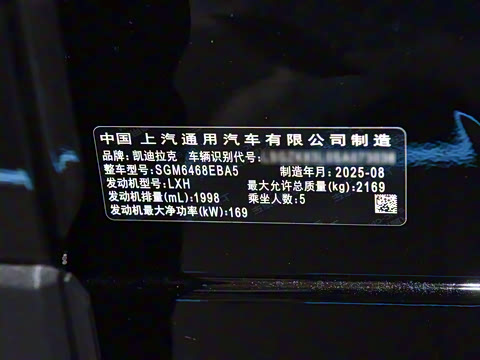 中国 上汽通用汽车有限公司制造
品牌: 凯迪拉克 车辆识别代号:
整车型号: SGM6468EBA5 制造年月: 2025-08
发动机型号: LXH 最大允许总质量(kg): 2169
发动机排量(mL): 1998 乘坐人数: 5
发动机最大净功率(kW): 169